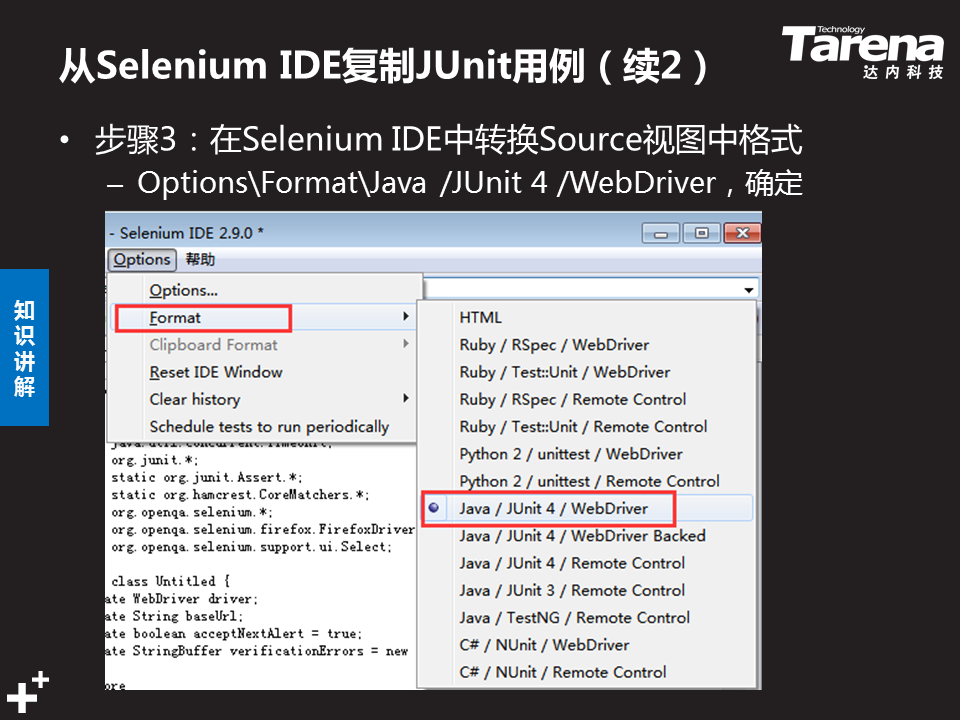 从Selenium IDE复制JUnit用例（续2）
Technology
Tarena
达内科技
• 步骤3：在Selenium IDE中转换Source视图中格式
– Options\Format\Java /JUnit 4 /WebDriver，确定
知识讲解
- Selenium IDE 2.9.0 *
Options 帮助
Options...
Format
Clipboard Format
Reset IDE Window
Clear history
Schedule tests to run periodically
HTML
Ruby / RSpec / WebDriver
Ruby / Test::Unit / WebDriver
Ruby / RSpec / Remote Control
Ruby / Test::Unit / Remote Control
Python 2 / unittest / WebDriver
Python 2 / unittest / Remote Control
Java / JUnit 4 / WebDriver
Java / JUnit 4 / WebDriver Backed
Java / JUnit 4 / Remote Control
Java / JUnit 3 / Remote Control
Java / TestNG / Remote Control
C# / NUnit / WebDriver
C# / NUnit / Remote Control
java.util.concurrent.TimeUnit;
org.junit.*;
static org.junit.Assert.*;
static org.hamcrest.CoreMatchers.*;
org.openqa.selenium.*;
org.openqa.selenium.firefox.FirefoxDriver
org.openqa.selenium.support.ui.Select;
class Untitled {
ate WebDriver driver;
ate String baseUrl;
ate boolean acceptNextAlert = true;
ate StringBuffer verificationErrors = new
ore